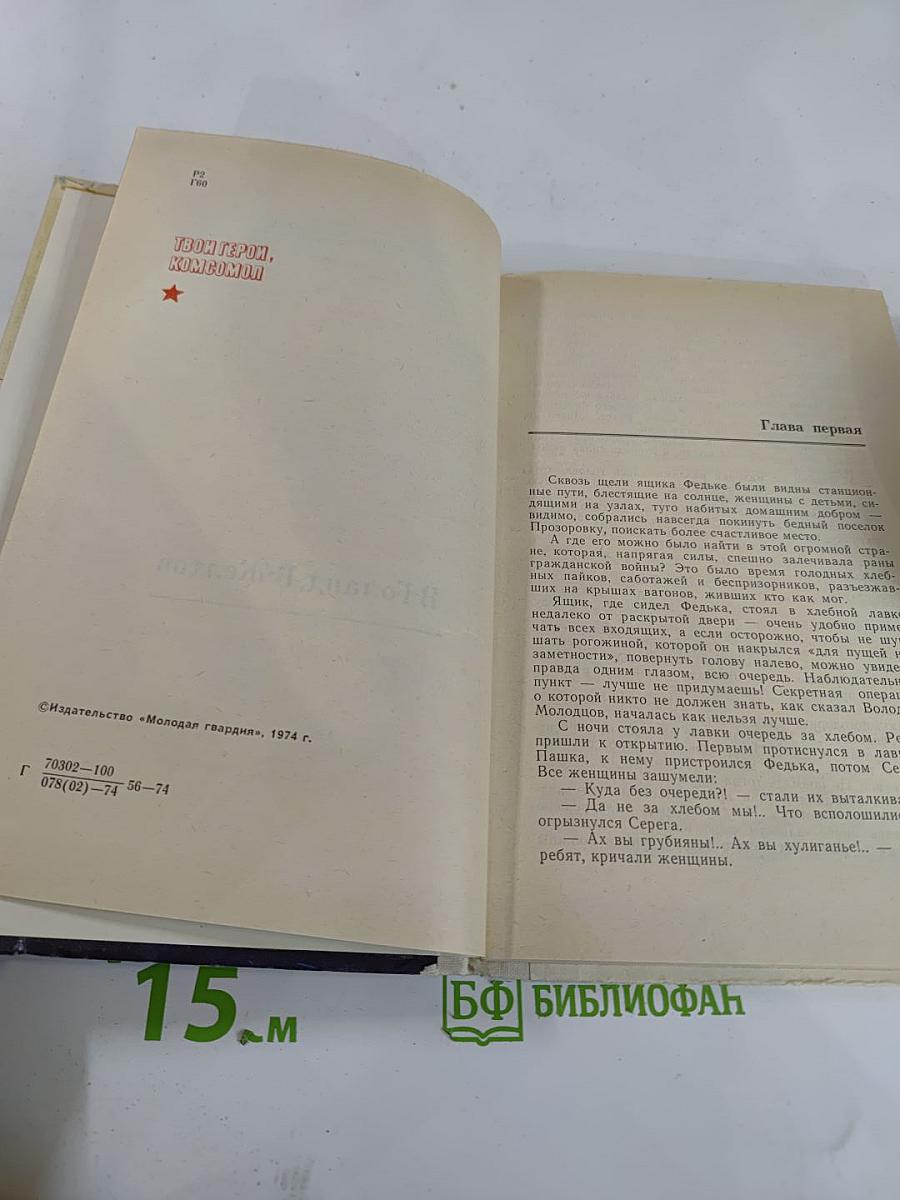 Р2
Г60
ТВОИ ГЕРОИ,
КОМСОМОЛ
©Издательство «Молодая гвардия», 1974 г.
Г 70302—100
078(02)—74 56—74
Глава первая
Сквозь щели ящика Федьке были видны станцион-
ные пути, блестящие на солнце, женщины с детьми, си-
дящими на узлах, туго набитых домашним добром —
видимо, собрались навсегда покинуть бедный поселок
Прозоровку, поискать более счастливое место.
А где его можно было найти в этой огромной стра-
не, которая, напрягая силы, спешно залечивала раны
гражданской войны? Это было время голодных хлеб-
ных пайков, саботажей и беспризорников, разъезжав-
ших на крышах вагонов, живших кто как мог.
Ящик, где сидел Федька, стоял в хлебной лавке
недалеко от раскрытой двери — очень удобно приме
чать всех входящих, а если осторожно, чтобы не шу
шать рогожиной, которой он накрылся «для пущей н
заметности», повернуть голову налево, можно увиде
правда одним глазом, всю очередь. Наблюдательн
пункт — лучше не придумаешь! Секретная операц
о которой никто не должен знать, как сказал Волод
Молодцов, началась как нельзя лучше.
С ночи стояла у лавки очередь за хлебом. Ре
пришли к открытию. Первым протиснулся в лав
Пашка, к нему пристроился Федька, потом Се
Все женщины зашумели:
— Куда без очереди?! — стали их выталкива
— Да не за хлебом мы!.. Что всполошили
огрызнулся Серега.
— Ах вы грубияны!.. Ах вы хулиганье!.. —
ребят, кричали женщины.
15 см
БФ БИБЛИОФАН